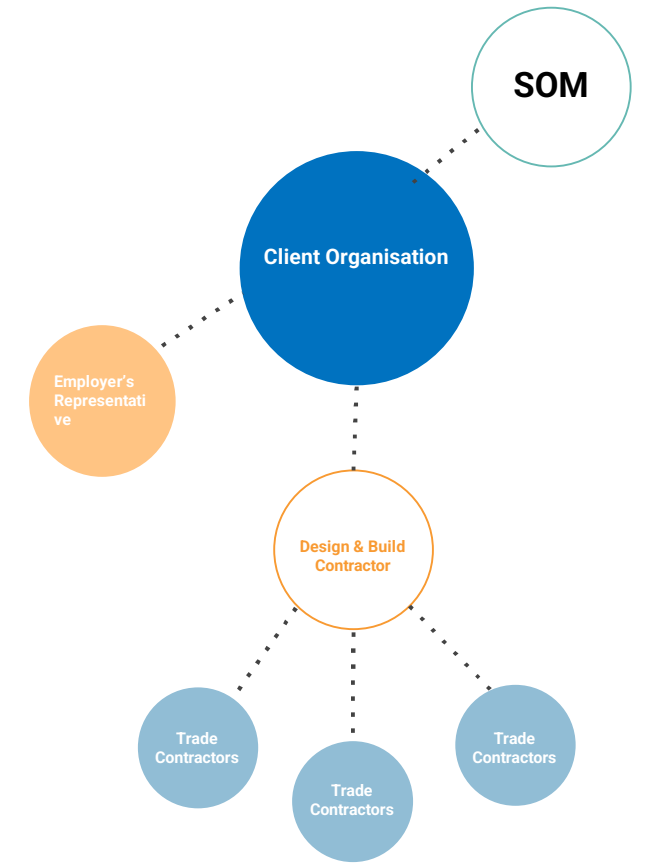 SOM
Client Organisation
Employer's
Representati
ve
Design & Build
Contractor
Trade
Contractors
Trade
Contractors
Trade
Contractors